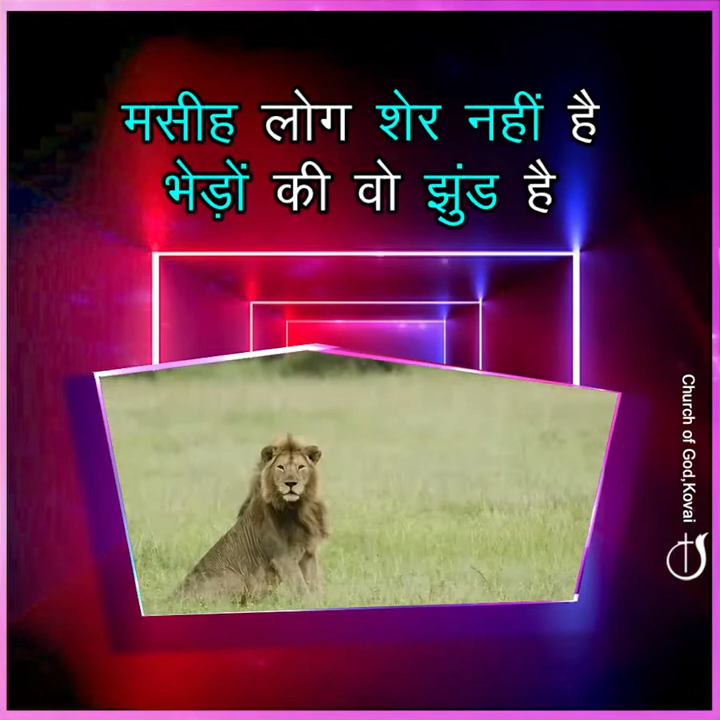 मसीह लोग शेर नहीं है
भेड़ों की वो झुंड है
Church of God,Kovai